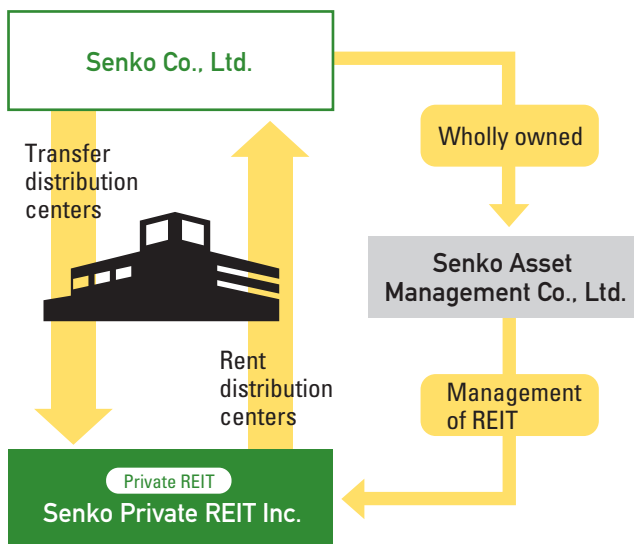 Senko Co., Ltd.
Wholly owned
Transfer
distribution
centers
Senko Asset
Management Co., Ltd.
Rent
distribution
centers
Management
of REIT
Private REIT
Senko Private REIT Inc.